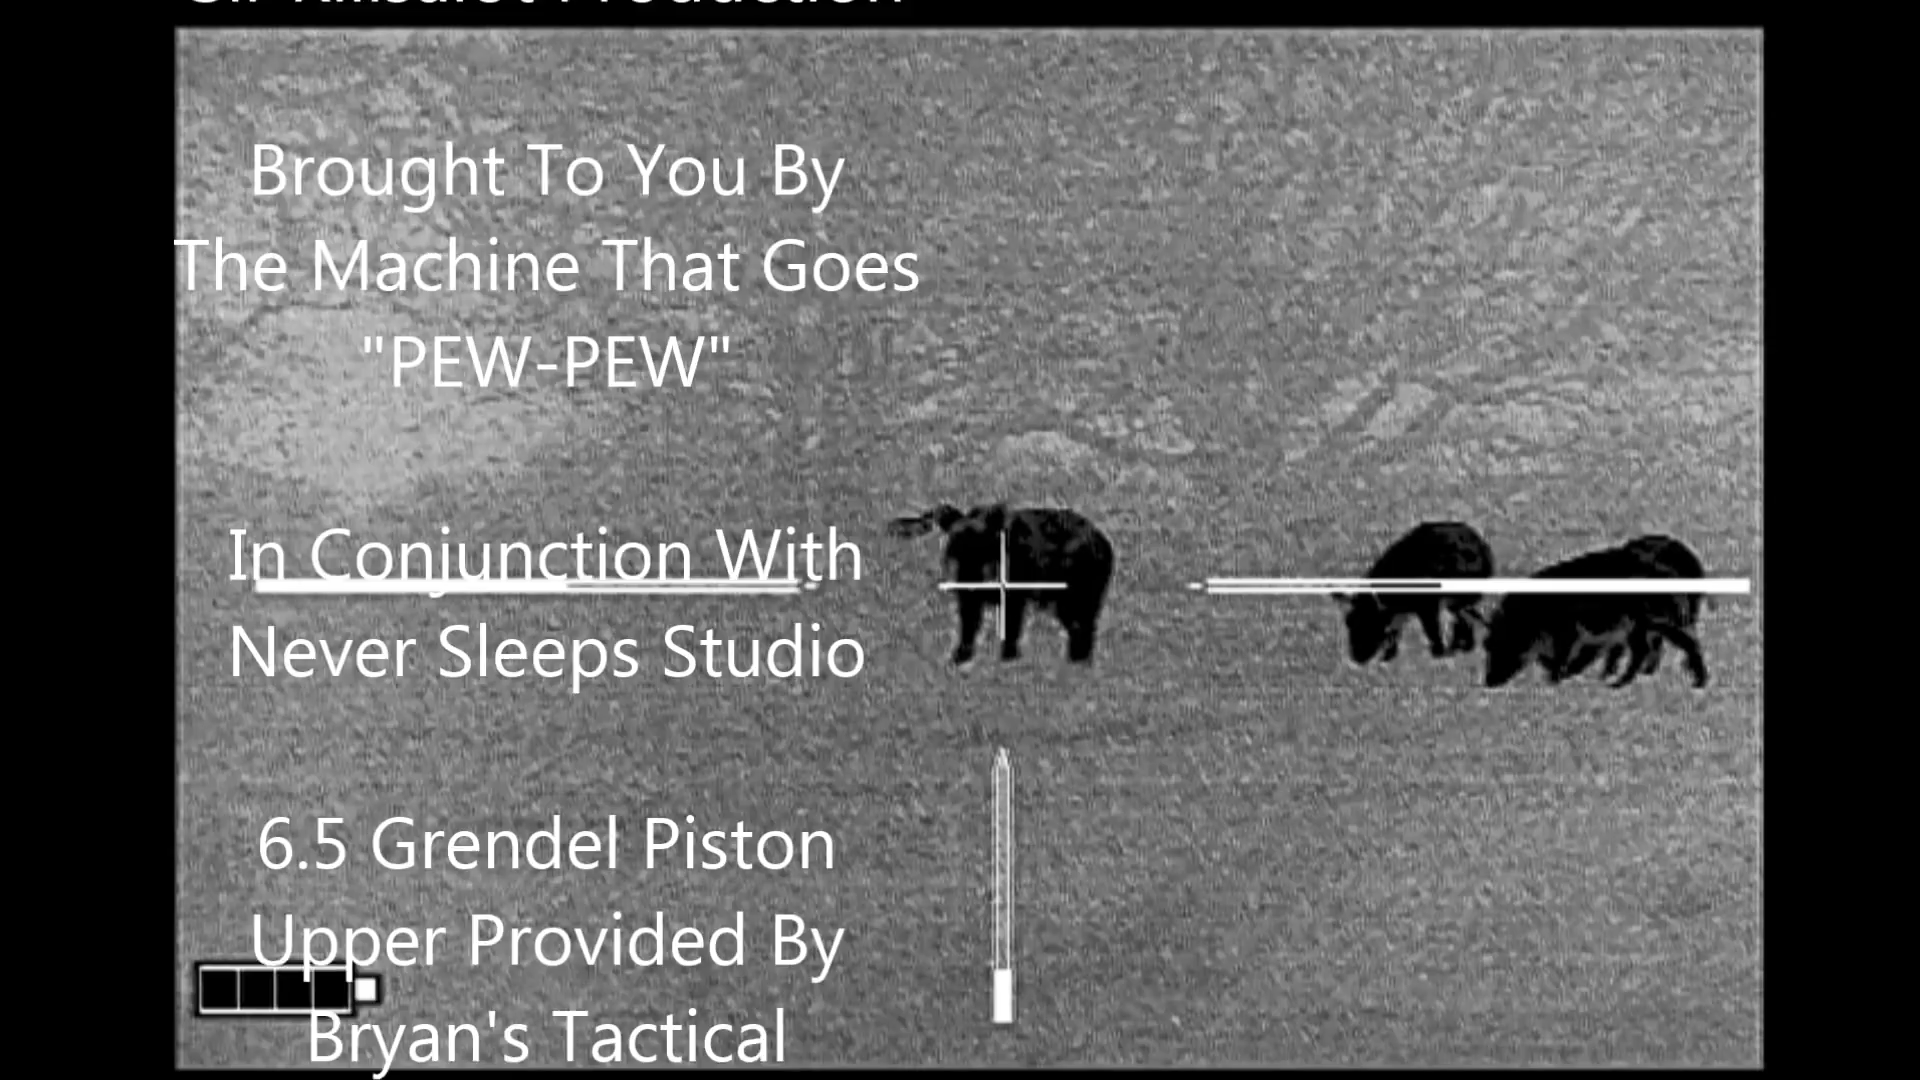 Production
Brought To You By
The Machine That Goes
"PEW-PEW"
In Conjunction With
Never Sleeps Studio
6.5 Grendel Piston
Upper Provided By
Bryan's Tactical